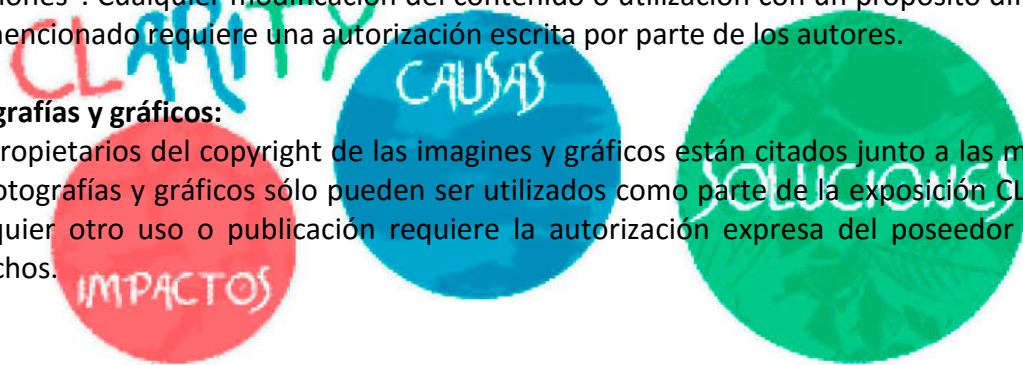 ones". Cualquier modificación del contenido o utilización con un propósito di
mencionado requiere una autorización escrita por parte de los autores.
CLARITY
CAUSAS
grafías y gráficos:
ropietarios del copyright de las imagines y gráficos están citados junto a las m
otografías y gráficos sólo pueden ser utilizados como parte de la exposición CL
SOLUCIONES
quier otro uso o publicación requiere la autorización expresa del poseedor
chos.
IMPACTOS